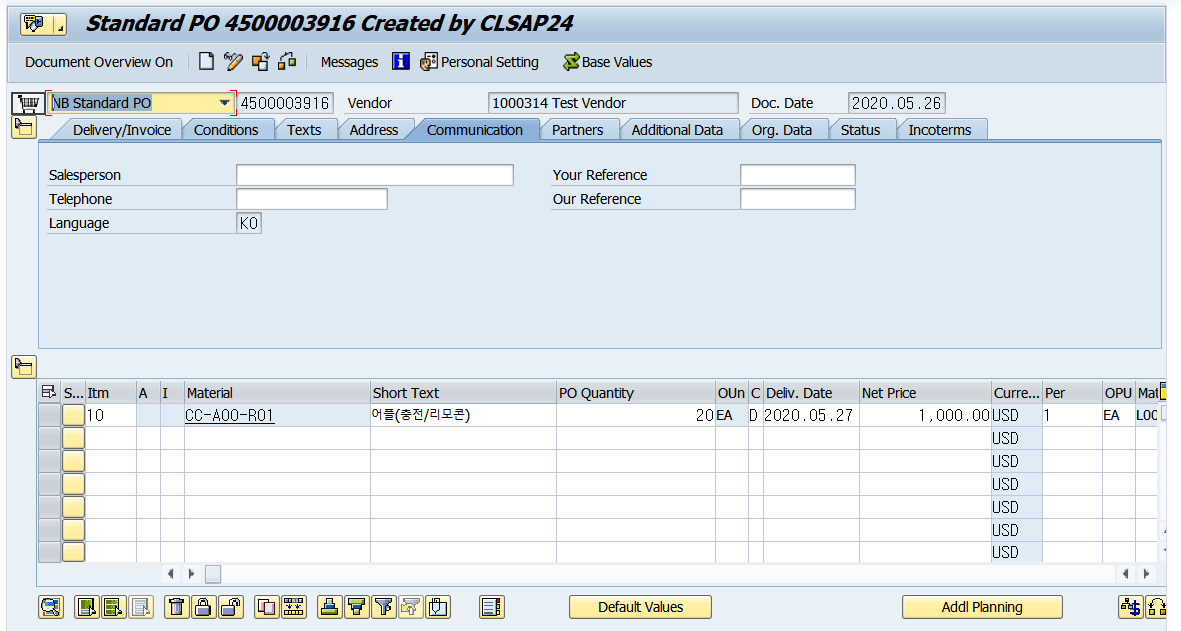 Standard PO 4500003916 Created by CLSAP24
Document Overview On Messages Personal Setting Base Values
NB Standard PO 4500003916 Vendor 1000314 Test Vendor Doc. Date 2020.05.26
Delivery/Invoice Conditions Texts Address Communication Partners Additional Data Org. Data Status Incoterms
Salesperson Your Reference
Telephone Our Reference
Language KO
S... Itm A I Material Short Text PO Quantity OUn C Deliv. Date Net Price Curre... Per OPU Mat
10 CC-A00-R01 어플(충전/리모콘) 20 EA D 2020.05.27 1,000.00 USD 1 EA L00
USD
USD
USD
USD
USD
USD
Default Values Addl Planning